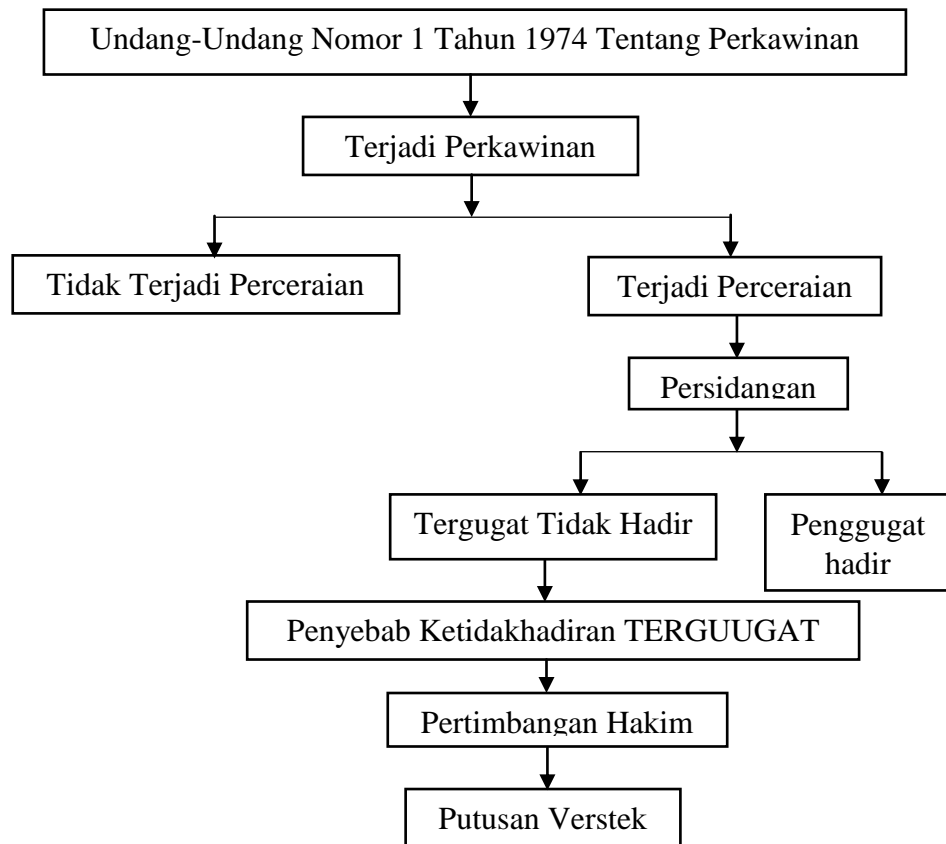 Undang-Undang Nomor 1 Tahun 1974 Tentang Perkawinan
Terjadi Perkawinan
Tidak Terjadi Perceraian
Terjadi Perceraian
Persidangan
Tergugat Tidak Hadir
Penggugat
hadir
Penyebab Ketidakhadiran TERGUUGAT
Pertimbangan Hakim
Putusan Verstek